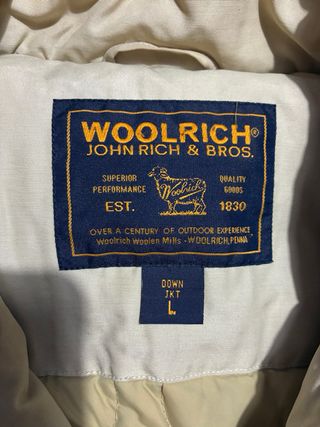 WOOLRICH®
JOHN RICH & BROS.
SUPERIOR PERFORMANCE
QUALITY GOODS
Woolrich
EST. 1830
OVER A CENTURY OF OUTDOOR EXPERIENCE
Woolrich Woolen Mills - WOOLRICH, PENNA
DOWN
JKT
L